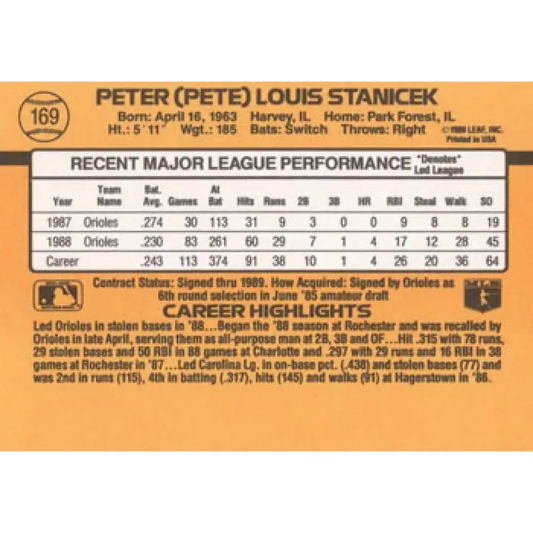 169
PETER (PETE) LOUIS STANICEK
Born: April 16, 1963 Harvey, IL Home: Park Forest, IL
Ht.: 5' 11" Wgt.: 185 Bats: Switch Throws: Right © 1988 LEAF, INC.
Printed in USA
RECENT MAJOR LEAGUE PERFORMANCE "Denotes" Led League
Year Team Name Bat. Avg. Games At Bat Hits Runs 2B 3B HR RBI Steal Walk SO
1987 Orioles .274 30 113 31 9 3 0 0 9 8 8 19
1988 Orioles .230 83 261 60 29 7 1 4 17 12 28 45
Career .243 113 374 91 38 10 1 4 26 20 36 64
Contract Status: Signed thru 1989. How Acquired: Signed by Orioles as
6th round selection in June '85 amateur draft
CAREER HIGHLIGHTS
Led Orioles in stolen bases in '88...Began the '88 season at Rochester and was recalled by
Orioles in late April, serving them as all-purpose man at 2B, 3B and OF...Hit .315 with 78 runs,
29 stolen bases and 50 RBI in 88 games at Charlotte and .297 with 29 runs and 16 RBI in 38
games at Rochester in '87...Led Carolina Lg. in on-base pct. (.438) and stolen bases (77) and
was 2nd in runs (115), 4th in batting (.317), hits (145) and walks (91) at Hagerstown in '86.